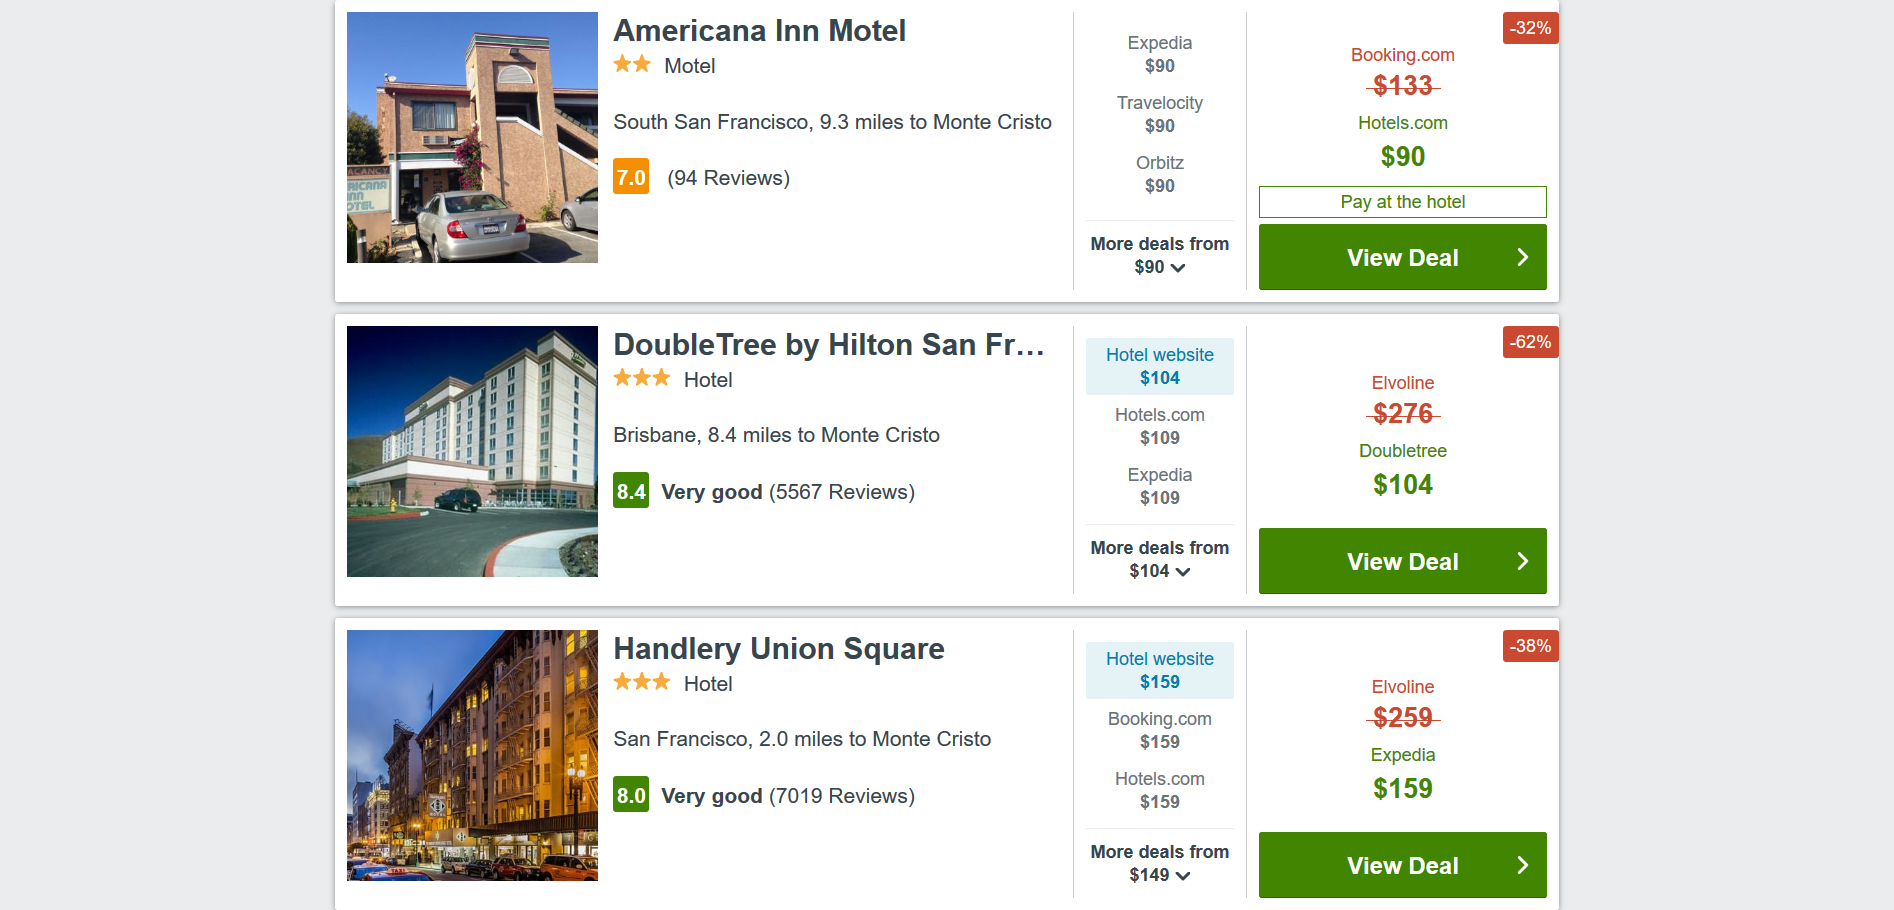 Americana Inn Motel
Motel
South San Francisco, 9.3 miles to Monte Cristo
7.0 (94 Reviews)
Expedia
$90
Travelocity
$90
Orbitz
$90
More deals from
$90
-32%
Booking.com
$133
Hotels.com
$90
Pay at the hotel
View Deal
DoubleTree by Hilton San Fr...
Hotel
Brisbane, 8.4 miles to Monte Cristo
8.4 Very good (5567 Reviews)
Hotel website
$104
Hotels.com
$109
Expedia
$109
More deals from
$104
-62%
Elvoline
$276
Doubletree
$104
View Deal
Handlery Union Square
Hotel
San Francisco, 2.0 miles to Monte Cristo
8.0 Very good (7019 Reviews)
Hotel website
$159
Booking.com
$159
Hotels.com
$159
More deals from
$149
-38%
Elvoline
$259
Expedia
$159
View Deal